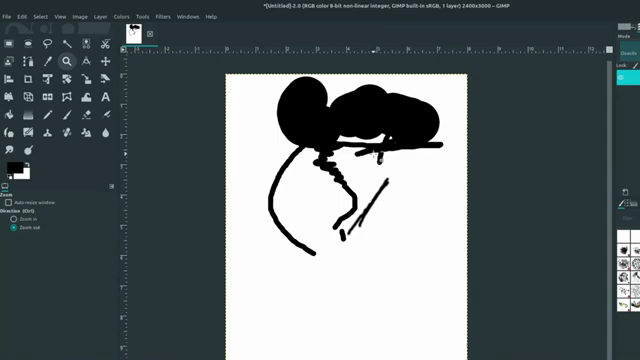 *[Untitled]-2.0 (RGB color 8-bit non-linear integer, GIMP built-in sRGB, 1 layer) 2400x3000 – GIMP
File Edit Select View Image Layer Colors Tools Filters Windows Help
Mode
Opacity
Lock:
Zoom
Auto resize window
Direction (Ctrl)
Zoom in
Zoom out